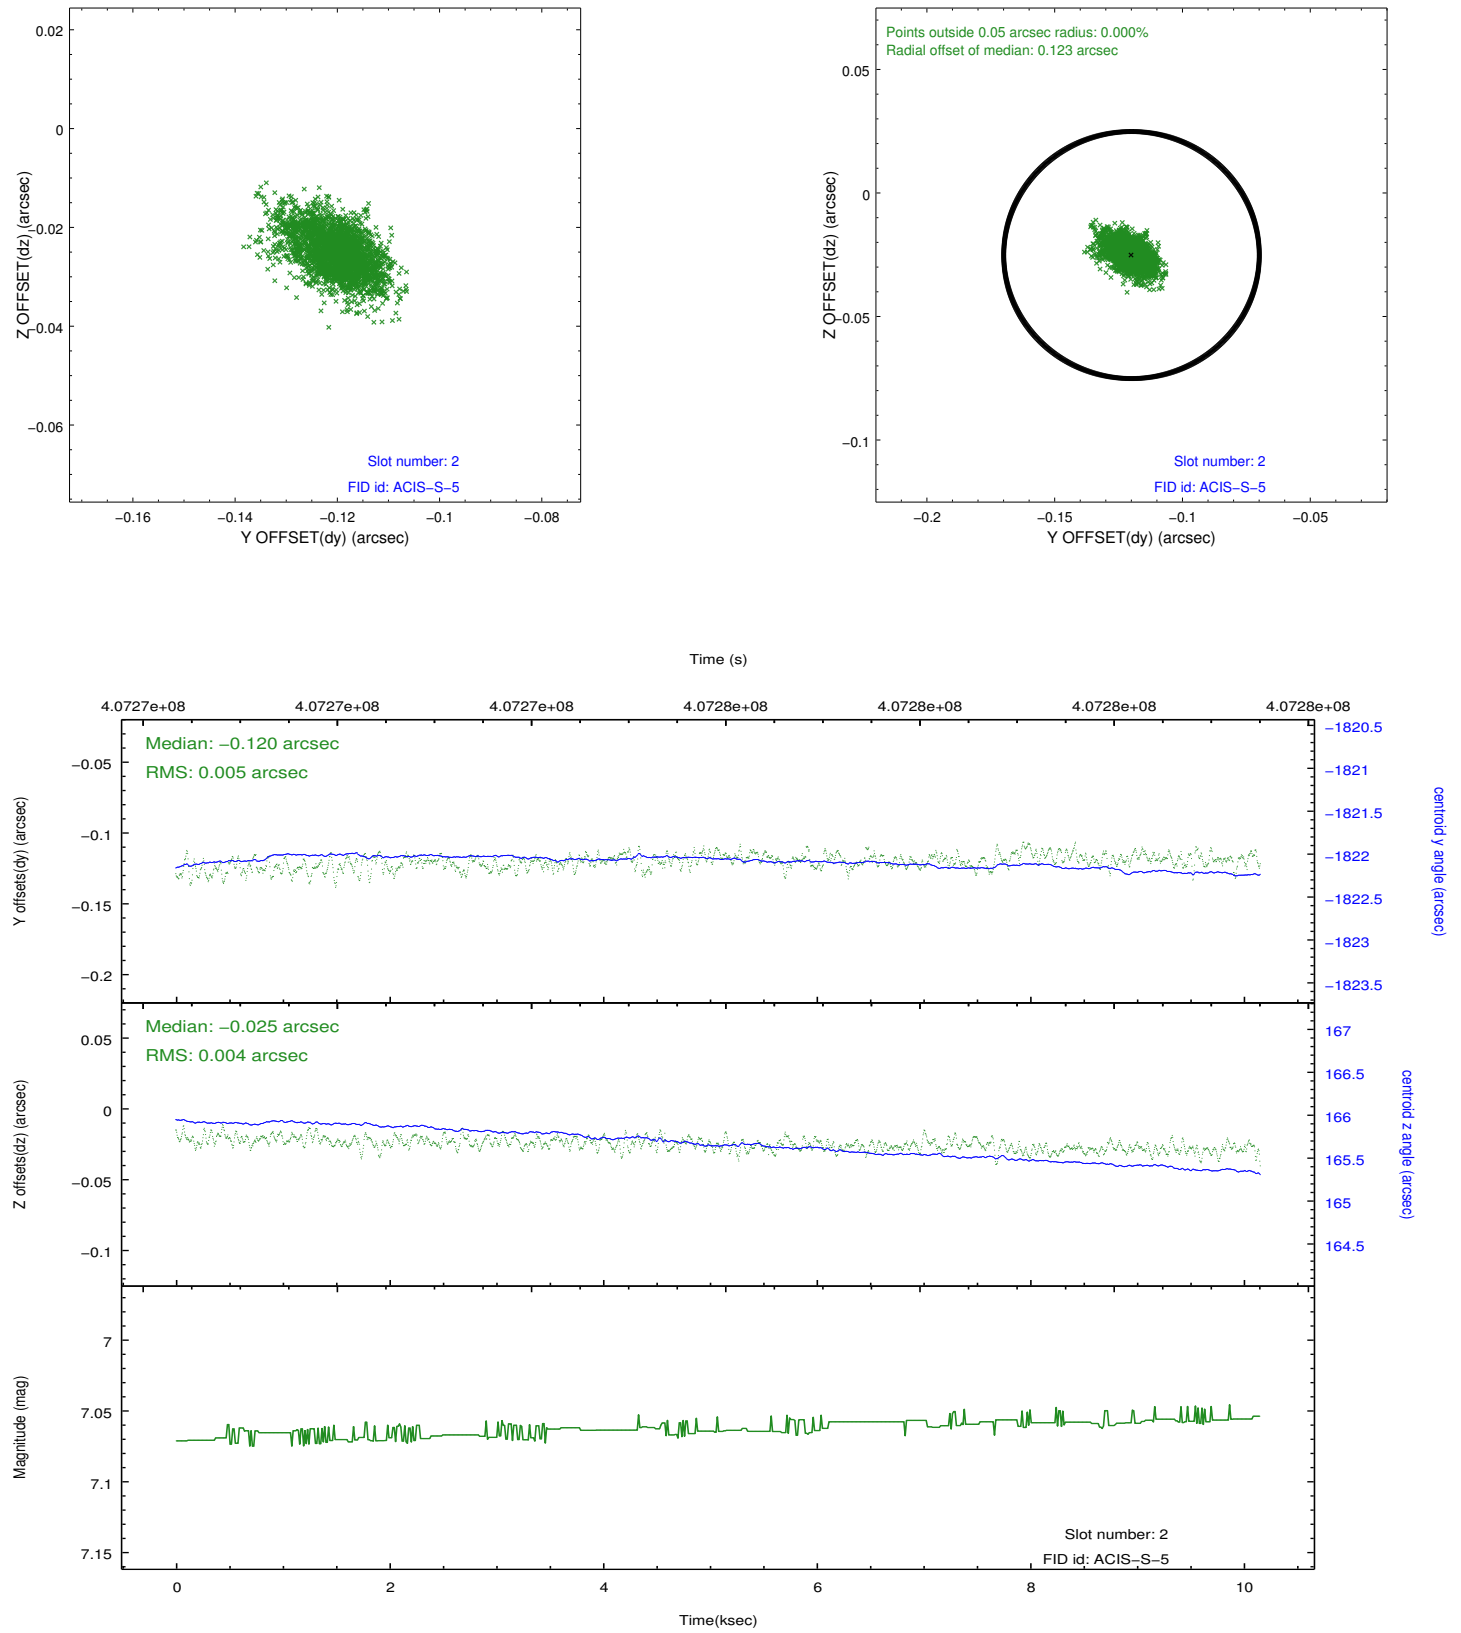 0.02
0
−0.02
−0.04
−0.06
Z OFFSET(dz) (arcsec)
Slot number: 2
FID id: ACIS−S−5
−0.16 −0.14 −0.12 −0.1 −0.08
Y OFFSET(dy) (arcsec)
Points outside 0.05 arcsec radius: 0.000%
Radial offset of median: 0.123 arcsec
0.05
0
−0.05
−0.1
Z OFFSET(dz) (arcsec)
Slot number: 2
FID id: ACIS−S−5
−0.2 −0.15 −0.1 −0.05
Y OFFSET(dy) (arcsec)
Time (s)
4.0727e+08 4.0727e+08 4.0727e+08 4.0728e+08 4.0728e+08 4.0728e+08 4.0728e+08
Median: −0.120 arcsec
RMS: 0.005 arcsec
−0.05
−0.1
−0.15
−0.2
Y offsets(dy) (arcsec)
−1820.5
−1821
−1821.5
−1822
−1822.5
−1823
−1823.5
centroid y angle (arcsec)
Median: −0.025 arcsec
RMS: 0.004 arcsec
0.05
0
−0.05
−0.1
Z offsets(dz) (arcsec)
167
166.5
166
165.5
165
164.5
centroid z angle (arcsec)
7
7.05
7.1
7.15
Magnitude (mag)
Slot number: 2
FID id: ACIS−S−5
0 2 4 6 8 10
Time(ksec)